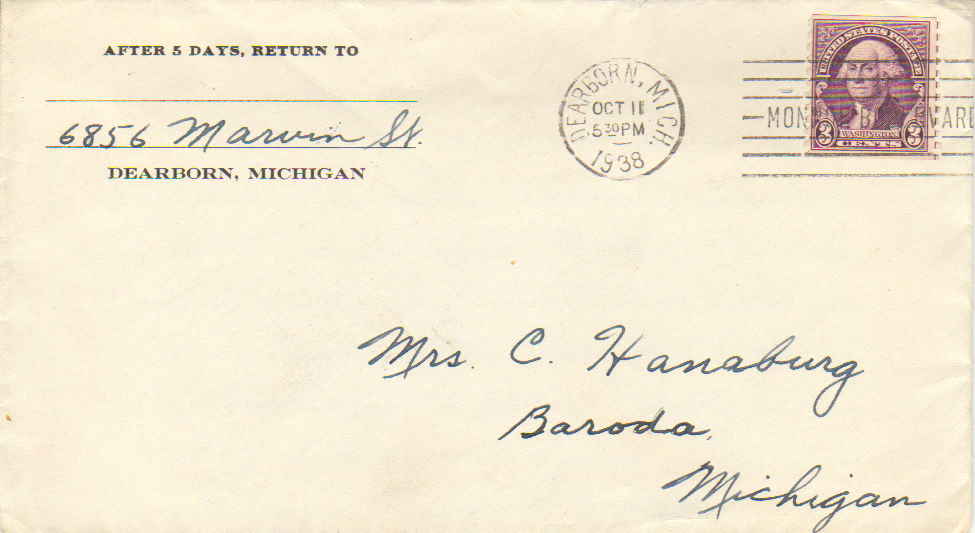 AFTER 5 DAYS, RETURN TO
6856 Marvin St.
DEARBORN, MICHIGAN
DEARBORN, MICH.
OCT 11
5 30 PM
1938
UNITED STATES POSTAGE
WASHINGTON
3 CENTS 3
Mrs. C. Hanaburg
Baroda,
Michigan